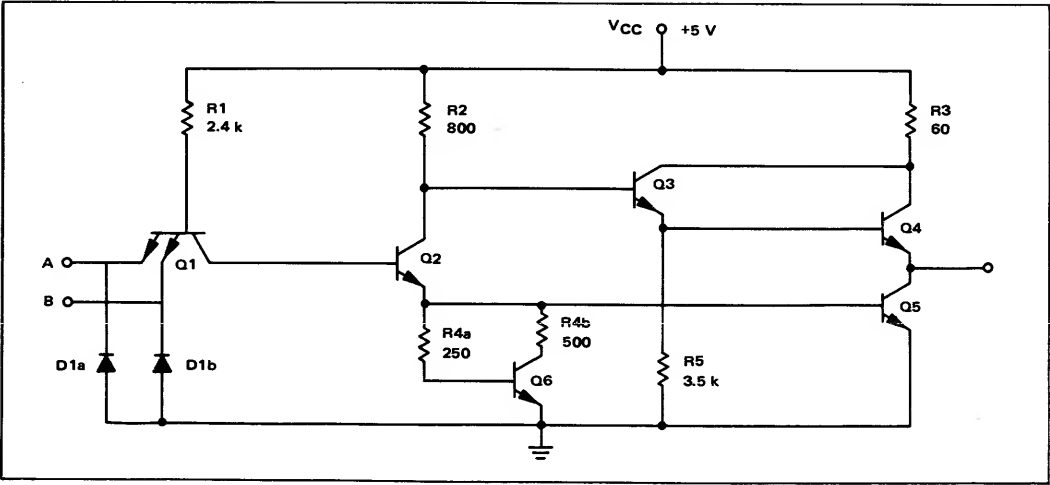 VCC +5 V
R1
2.4 k
R2
800
R3
60
Q3
Q4
A
Q1
Q2
B
Q5
D1a
D1b
R4a
250
R4b
500
Q6
R5
3.5 k